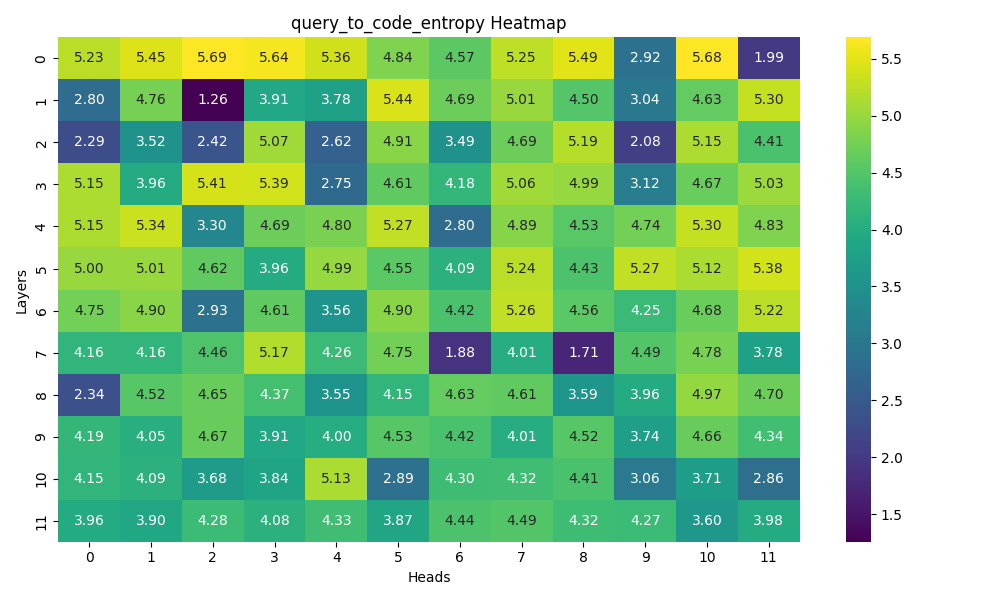 query_to_code_entropy Heatmap
0 5.23 5.45 5.69 5.64 5.36 4.84 4.57 5.25 5.49 2.92 5.68 1.99
1 2.80 4.76 1.26 3.91 3.78 5.44 4.69 5.01 4.50 3.04 4.63 5.30
2 2.29 3.52 2.42 5.07 2.62 4.91 3.49 4.69 5.19 2.08 5.15 4.41
3 5.15 3.96 5.41 5.39 2.75 4.61 4.18 5.06 4.99 3.12 4.67 5.03
4 5.15 5.34 3.30 4.69 4.80 5.27 2.80 4.89 4.53 4.74 5.30 4.83
5 5.00 5.01 4.62 3.96 4.99 4.55 4.09 5.24 4.43 5.27 5.12 5.38
6 4.75 4.90 2.93 4.61 3.56 4.90 4.42 5.26 4.56 4.25 4.68 5.22
7 4.16 4.16 4.46 5.17 4.26 4.75 1.88 4.01 1.71 4.49 4.78 3.78
8 2.34 4.52 4.65 4.37 3.55 4.15 4.63 4.61 3.59 3.96 4.97 4.70
9 4.19 4.05 4.67 3.91 4.00 4.53 4.42 4.01 4.52 3.74 4.66 4.34
10 4.15 4.09 3.68 3.84 5.13 2.89 4.30 4.32 4.41 3.06 3.71 2.86
11 3.96 3.90 4.28 4.08 4.33 3.87 4.44 4.49 4.32 4.27 3.60 3.98
0 1 2 3 4 5 6 7 8 9 10 11
Heads
Layers
5.5
5.0
4.5
4.0
3.5
3.0
2.5
2.0
1.5